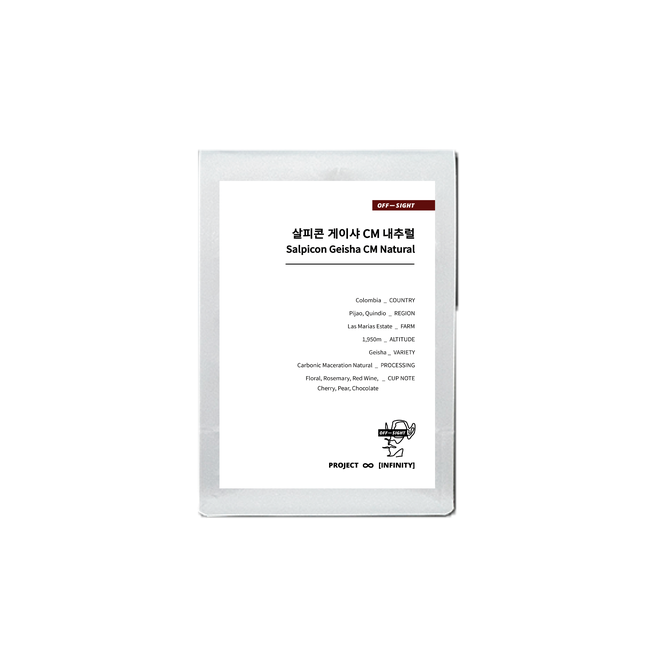 OFF—SIGHT
살피콘 게이샤 CM 내추럴
Salpicon Geisha CM Natural
Colombia _ COUNTRY
Pijao, Quindio _ REGION
Las Marias Estate _ FARM
1,950m _ ALTITUDE
Geisha _ VARIETY
Carbonic Maceration Natural _ PROCESSING
Floral, Rosemary, Red Wine, _ CUP NOTE
Cherry, Pear, Chocolate
OFF—SIGHT
PROJECT ∞ [INFINITY]